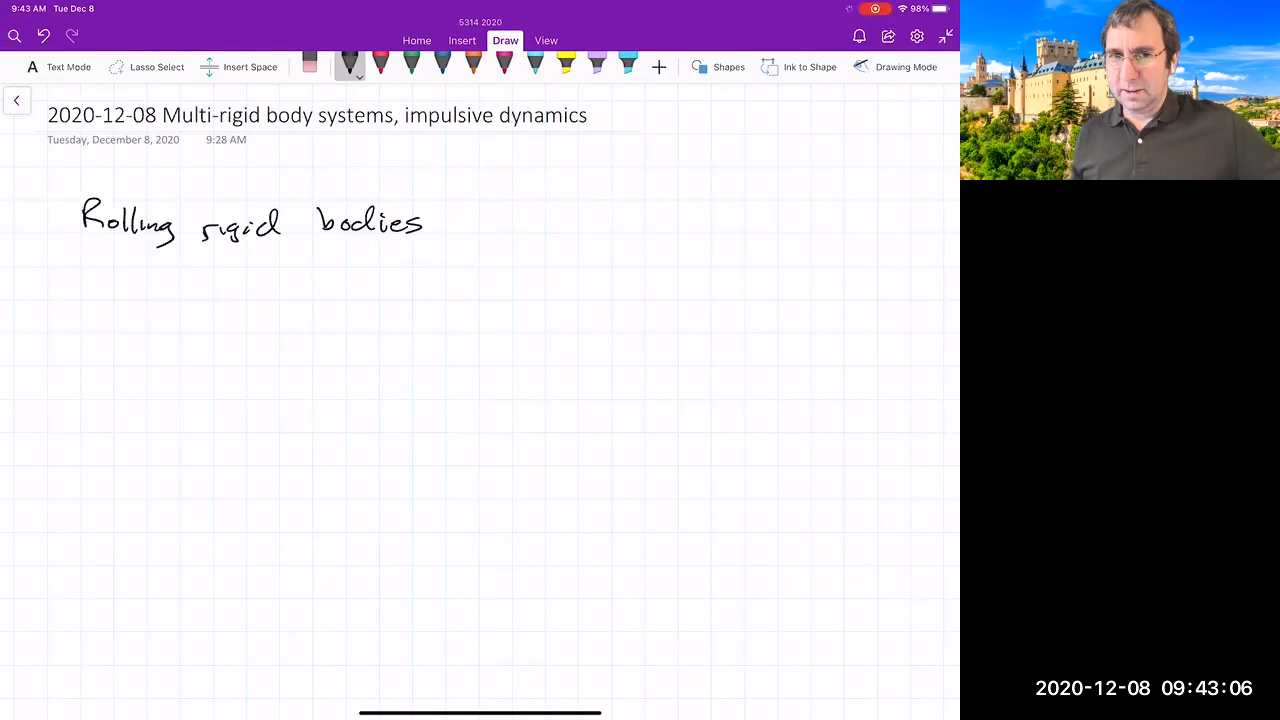 9:43 AM Tue Dec 8
98%
5314 2020
Home Insert Draw View
Text Mode Lasso Select Insert Space Shapes Ink to Shape Drawing Mode
2020-12-08 Multi-rigid body systems, impulsive dynamics
Tuesday, December 8, 2020 9:28 AM
Rolling rigid bodies
2020-12-08 09:43:06